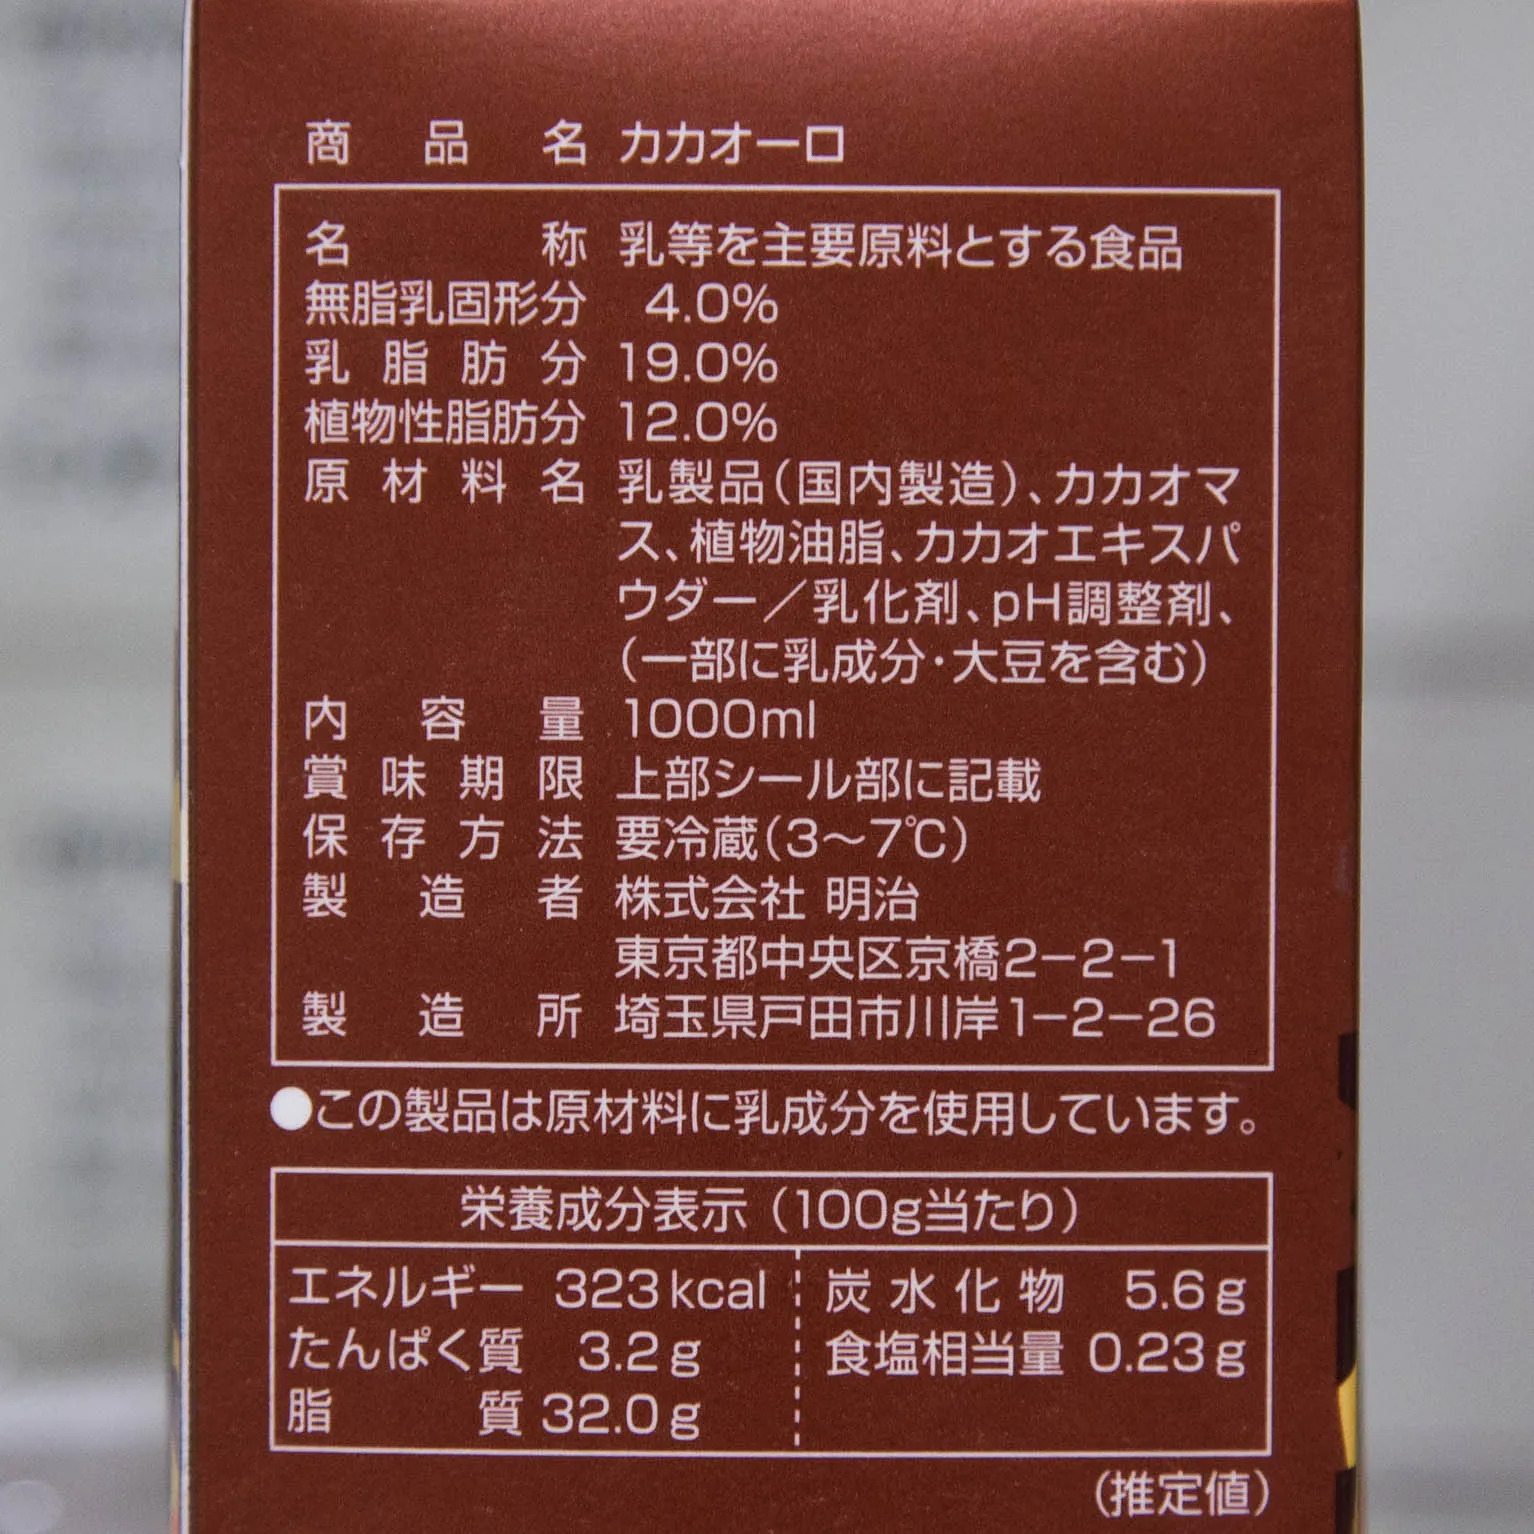 商品名 カカオーロ
名称 乳等を主要原料とする食品
無脂乳固形分 4.0%
乳脂肪分 19.0%
植物性脂肪分 12.0%
原材料名 乳製品(国内製造)、カカオマ
ス、植物油脂、カカオエキスパ
ウダー/乳化剤、pH調整剤、
(一部に乳成分・大豆を含む)
内容量 1000ml
賞味期限 上部シール部に記載
保存方法 要冷蔵(3~7℃)
製造者 株式会社 明治
東京都中央区京橋2-2-1
製造所 埼玉県戸田市川岸1-2-26
●この製品は原材料に乳成分を使用しています。
栄養成分表示(100g当たり)
エネルギー 323kcal 炭水化物 5.6g
たんぱく質 3.2g 食塩相当量 0.23g
脂質 32.0g
(推定値)